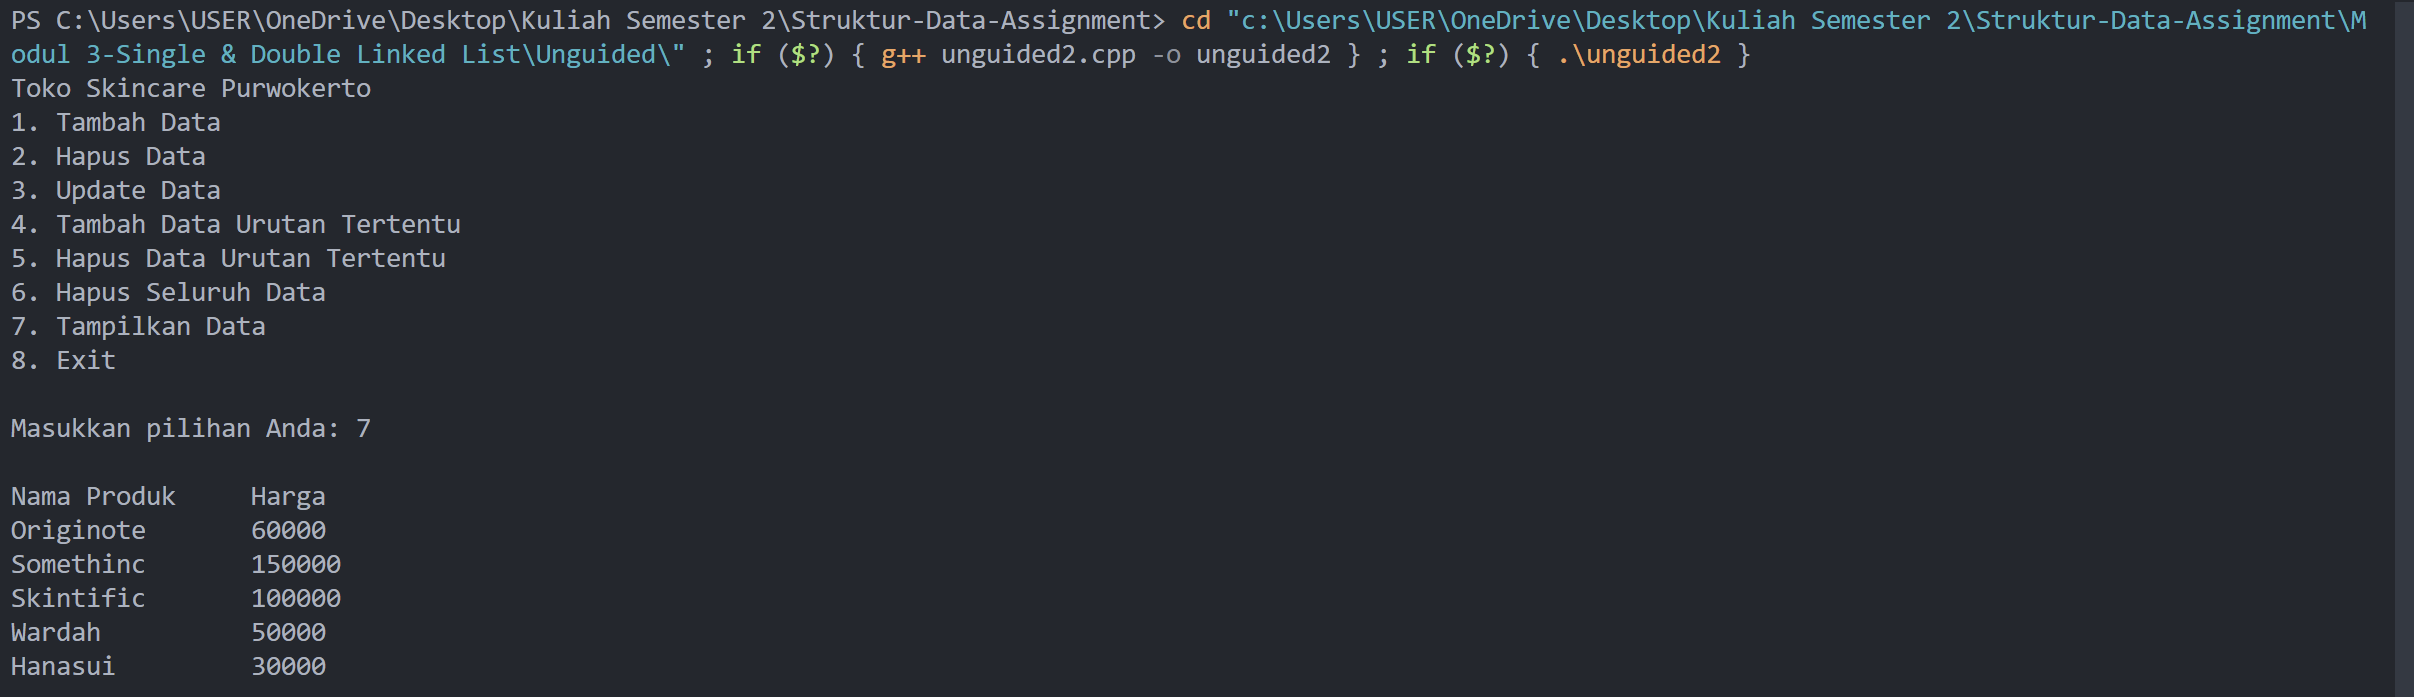 PS C:\Users\USER\OneDrive\Desktop\Kuliah Semester 2\Struktur-Data-Assignment> cd "c:\Users\USER\OneDrive\Desktop\Kuliah Semester 2\Struktur-Data-Assignment\M
odul 3-Single & Double Linked List\Unguided\" ; if ($?) { g++ unguided2.cpp -o unguided2 } ; if ($?) { .\unguided2 }
Toko Skincare Purwokerto
1. Tambah Data
2. Hapus Data
3. Update Data
4. Tambah Data Urutan Tertentu
5. Hapus Data Urutan Tertentu
6. Hapus Seluruh Data
7. Tampilkan Data
8. Exit
Masukkan pilihan Anda: 7
Nama Produk     Harga
Originote       60000
Somethinc       150000
Skintific       100000
Wardah          50000
Hanasui         30000